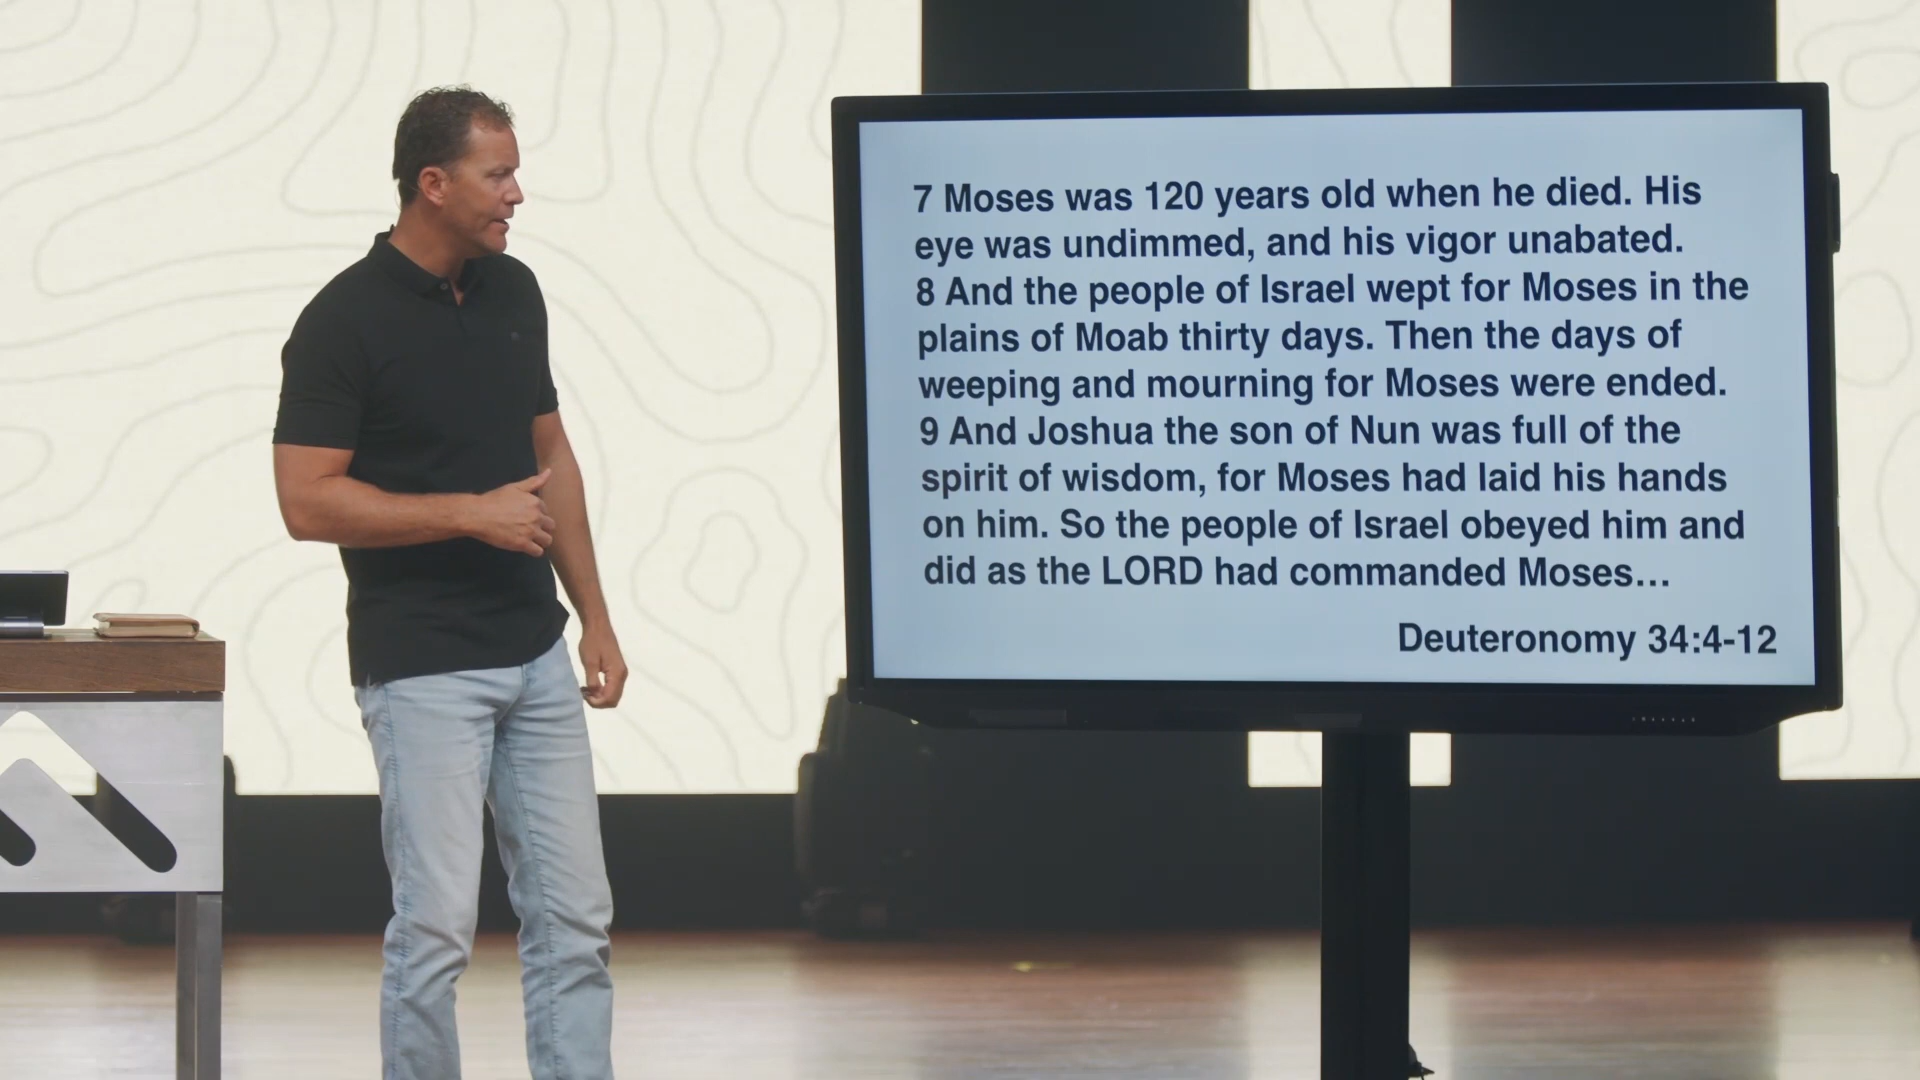 7 Moses was 120 years old when he died. His
eye was undimmed, and his vigor unabated.
8 And the people of Israel wept for Moses in the
plains of Moab thirty days. Then the days of
weeping and mourning for Moses were ended.
9 And Joshua the son of Nun was full of the
spirit of wisdom, for Moses had laid his hands
on him. So the people of Israel obeyed him and
did as the LORD had commanded Moses...
Deuteronomy 34:4-12